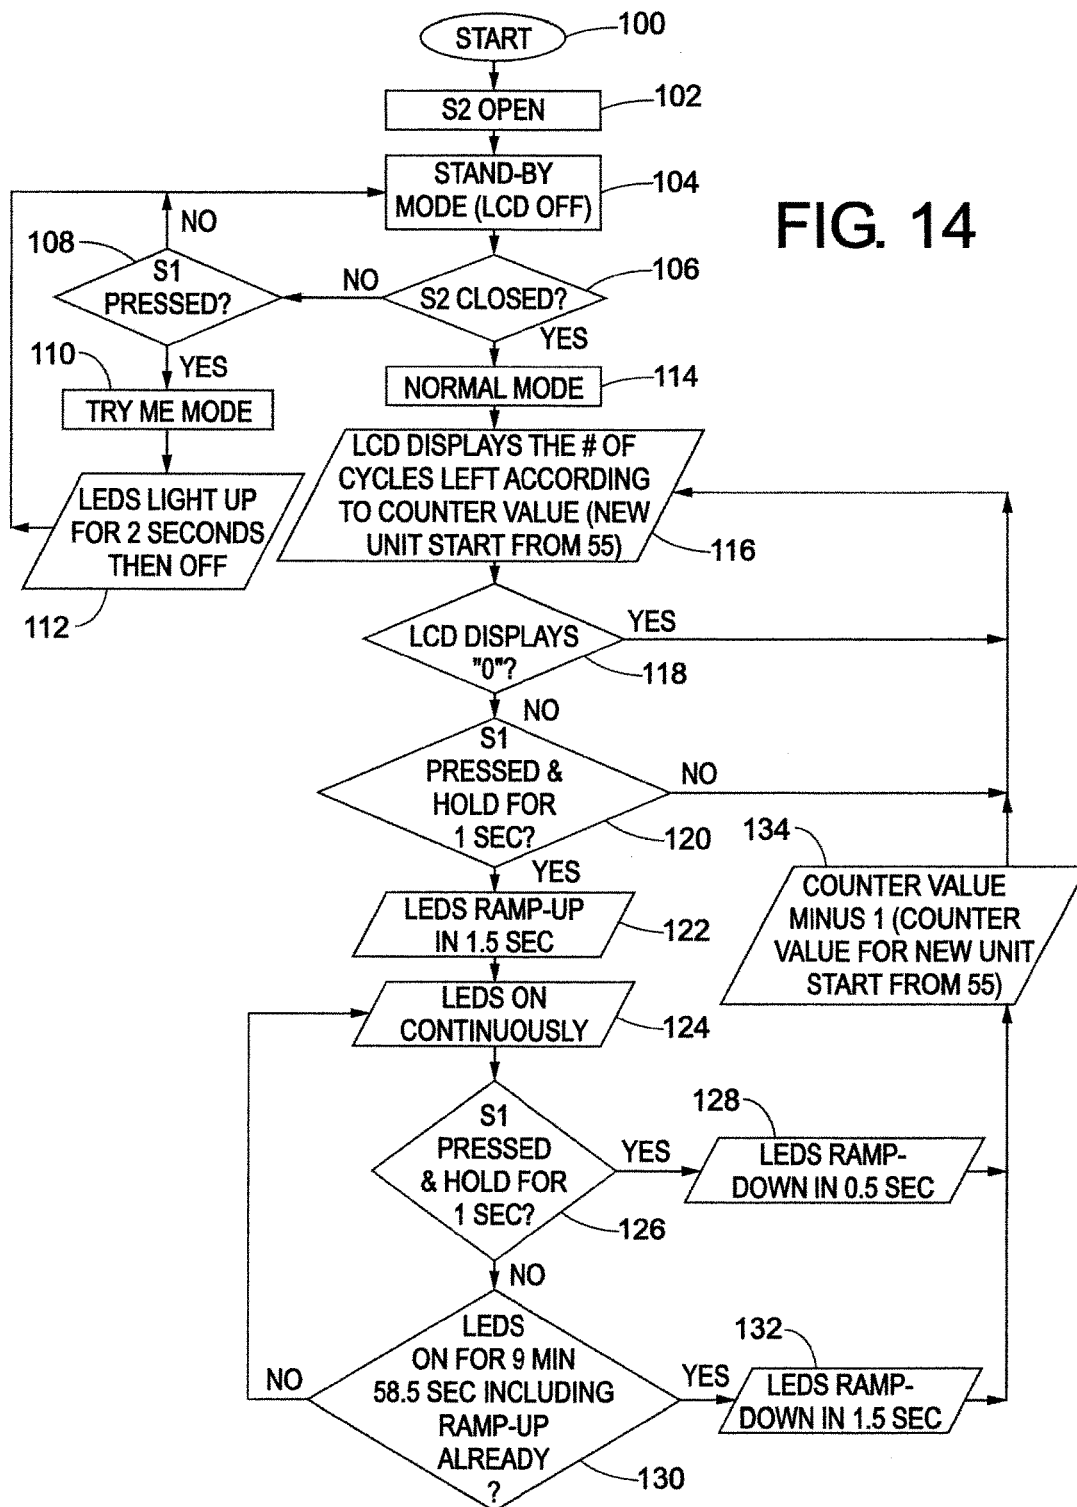 START
100
S2 OPEN
102
STAND-BY
MODE (LCD OFF)
104
FIG. 14
NO
108
S1
PRESSED?
NO
S2 CLOSED?
106
YES
YES
110
TRY ME MODE
NORMAL MODE
114
LEDS LIGHT UP
FOR 2 SECONDS
THEN OFF
112
LCD DISPLAYS THE # OF
CYCLES LEFT ACCORDING
TO COUNTER VALUE (NEW
UNIT START FROM 55)
116
LCD DISPLAYS
"0"?
YES
118
NO
S1
PRESSED &
HOLD FOR
1 SEC?
NO
120
YES
LEDS RAMP-UP
IN 1.5 SEC
122
134
COUNTER VALUE
MINUS 1 (COUNTER
VALUE FOR NEW UNIT
START FROM 55)
LEDS ON
CONTINUOUSLY
124
S1
PRESSED
& HOLD FOR
1 SEC?
YES
126
128
LEDS RAMP-
DOWN IN 0.5 SEC
NO
LEDS
ON FOR 9 MIN
58.5 SEC INCLUDING
RAMP-UP
ALREADY
?
NO
YES
130
132
LEDS RAMP-
DOWN IN 1.5 SEC